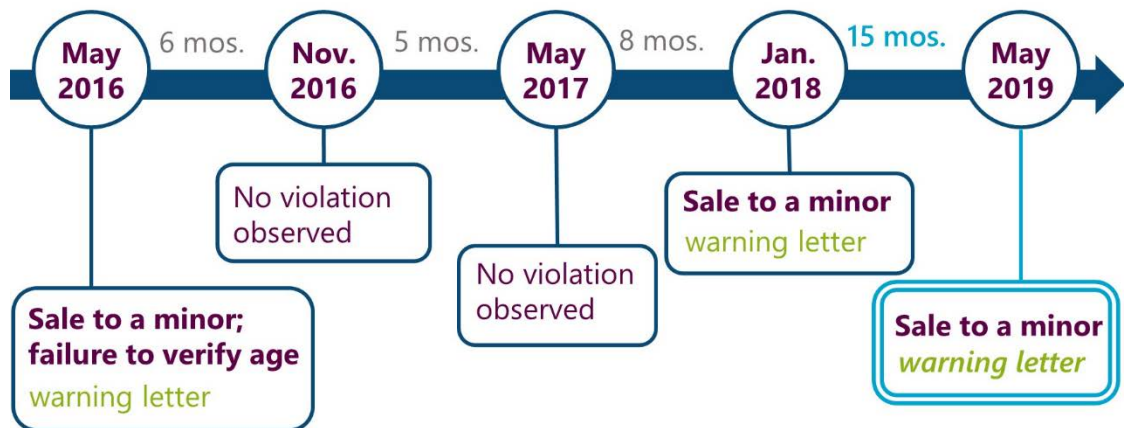 May
2016
6 mos.
Nov.
2016
5 mos.
May
2017
8 mos.
Jan.
2018
15 mos.
May
2019
No violation
observed
Sale to a minor
warning letter
No violation
observed
Sale to a minor;
failure to verify age
warning letter
Sale to a minor
warning letter